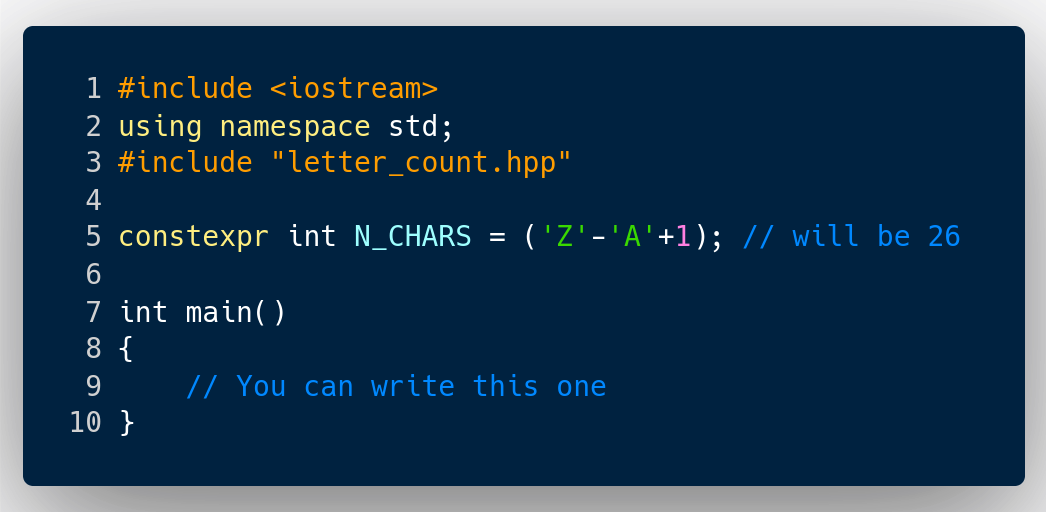 1 #include <iostream>
2 using namespace std;
3 #include "letter_count.hpp"
4
5 constexpr int N_CHARS = ('Z'-'A'+1); // will be 26
6
7 int main()
8 {
9     // You can write this one
10 }